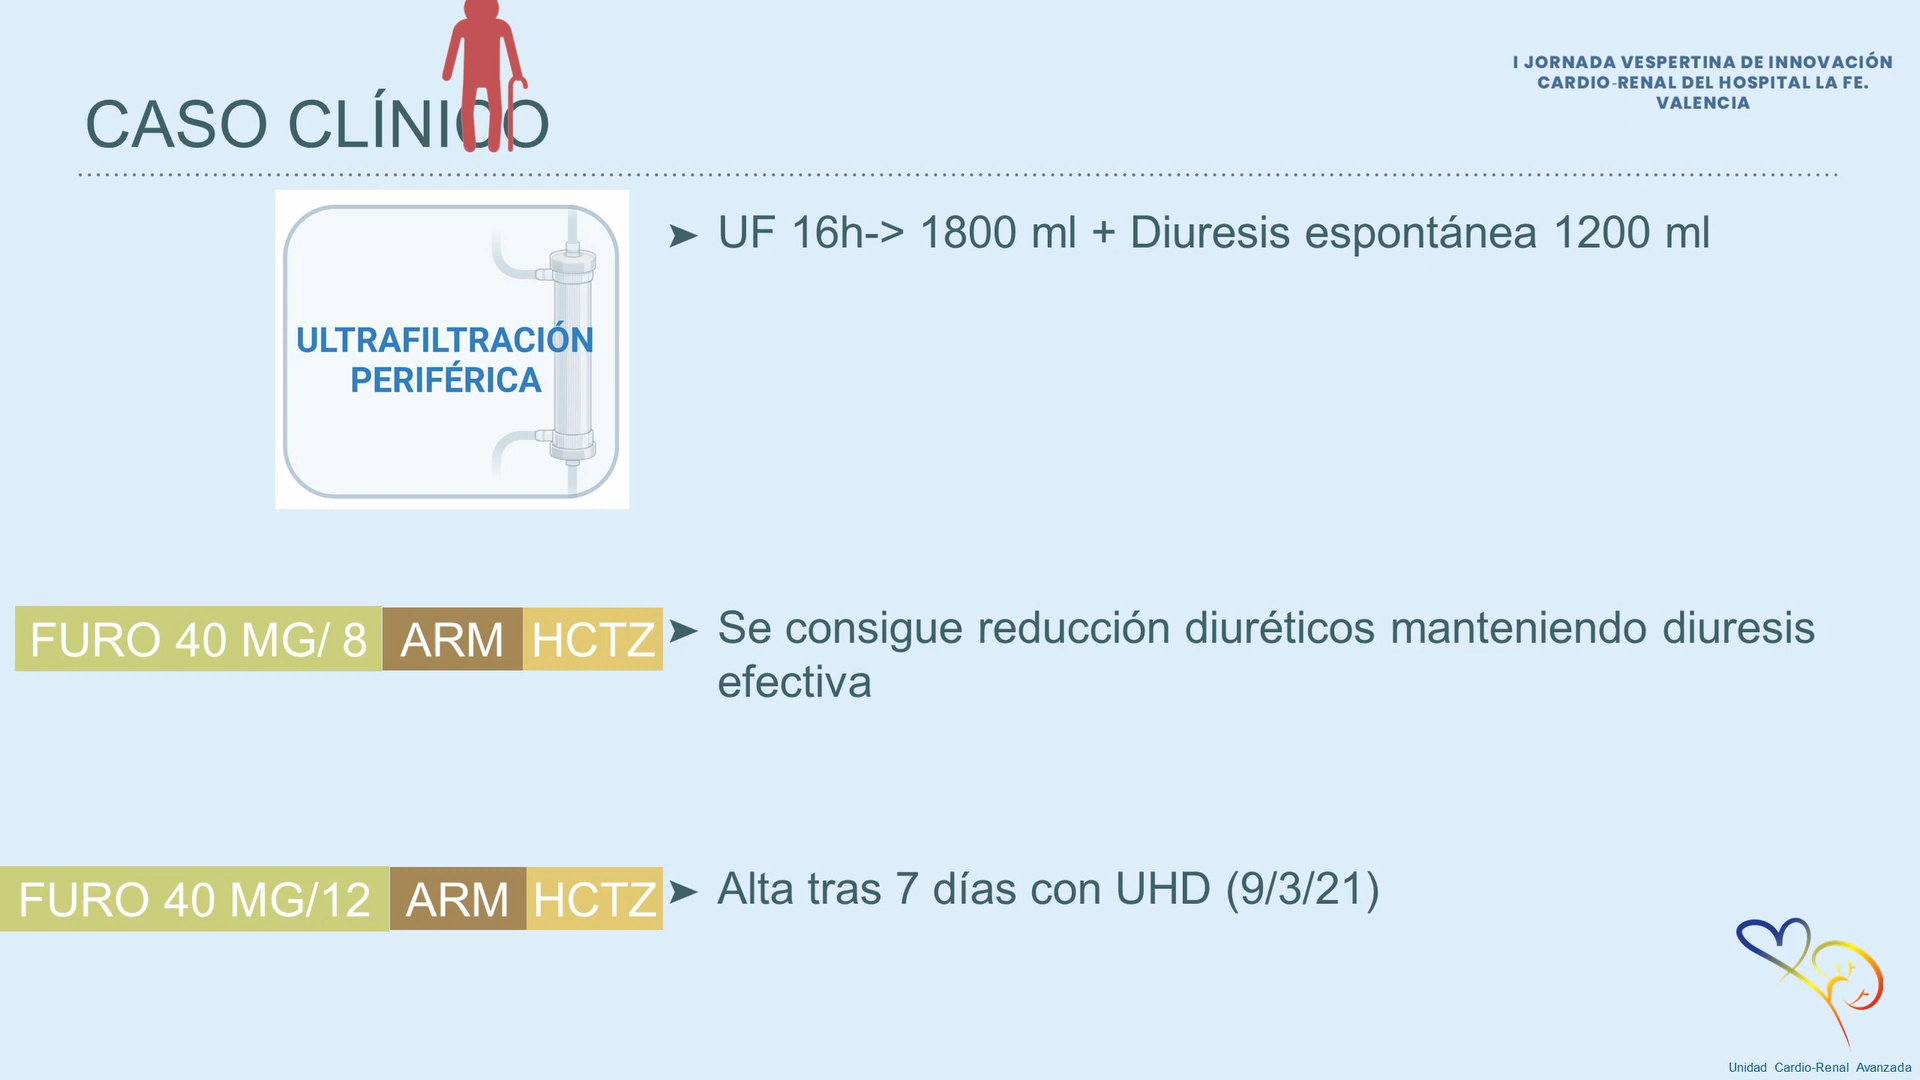 I JORNADA VESPERTINA DE INNOVACIÓN
CARDIO-RENAL DEL HOSPITAL LA FE.
VALENCIA
CASO CLÍNICO
➤ UF 16h-> 1800 ml + Diuresis espontánea 1200 ml
ULTRAFILTRACIÓN
PERIFÉRICA
FURO 40 MG/ 8 ARM HCTZ
➤ Se consigue reducción diuréticos manteniendo diuresis
efectiva
FURO 40 MG/12 ARM HCTZ
➤ Alta tras 7 días con UHD (9/3/21)
Unidad Cardio-Renal Avanzada